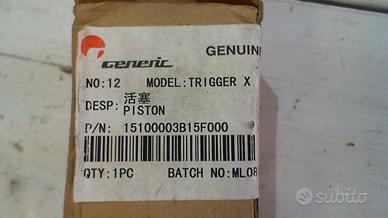 generic GENUIN
NO:12 MODEL:TRIGGER X
DESP: 活塞
PISTON
P/N: 15100003B15F000
QTY:1PC BATCH NO:ML08
subito